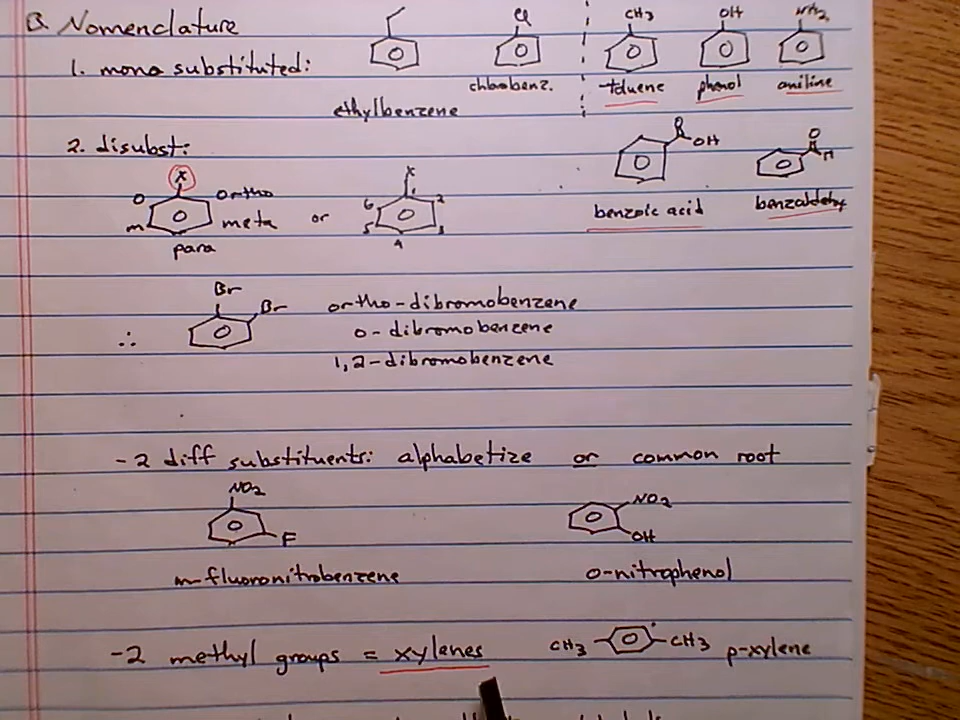 B. Nomenclature
1. mono substituted:
Cl CH3 OH NH2
ethylbenzene chlorobenz. toluene phenol aniline
2. disubst:
O OH O H
benzoic acid benzaldehy
X
O Ortho
m meta
para
or
X
1
6 2
5 3
4
Br
Br
∴
ortho-dibromobenzene
o-dibromobenzene
1,2-dibromobenzene
-2 diff substituents: alphabetize or common root
NO2
F
m-fluoronitrobenzene
NO2
OH
o-nitrophenol
-2 methyl groups = xylenes CH3 CH3 p-xylene